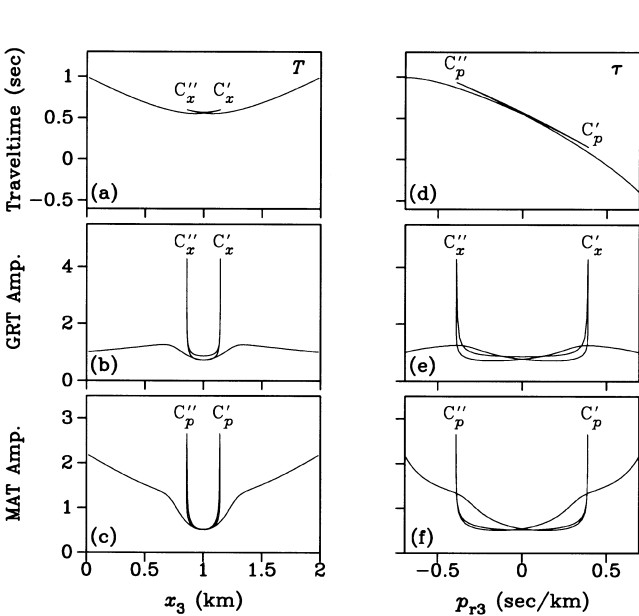 Traveltime (sec)
1
0.5
0
−0.5
T
C″x C′x
(a)
τ
C″p
C′p
(d)
GRT Amp.
4
2
0
C″x C′x
(b)
C″x C′x
(e)
MAT Amp.
3
2
1
0
C″p C′p
(c)
C″p C′p
(f)
0 0.5 1 1.5 2
−0.5 0 0.5
x3 (km)
pr3 (sec/km)